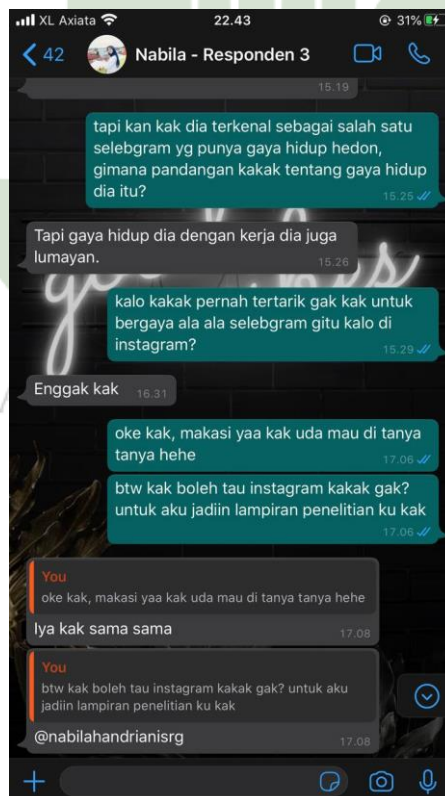 XL Axiata
22.43
31%
42
Nabila - Responden 3
15.19
tapi kan kak dia terkenal sebagai salah satu
selebgram yg punya gaya hidup hedon,
gimana pandangan kakak tentang gaya hidup
dia itu?
15.25
Tapi gaya hidup dia dengan kerja dia juga
lumayan.
15.26
kalo kakak pernah tertarik gak kak untuk
bergaya ala ala selebgram gitu kalo di
instagram?
15.29
Enggak kak
16.31
oke kak, makasi yaa kak uda mau di tanya
tanya hehe
17.06
btw kak boleh tau instagram kakak gak?
untuk aku jadiin lampiran penelitian ku kak
17.06
You
oke kak, makasi yaa kak uda mau di tanya tanya hehe
Iya kak sama sama
17.08
You
btw kak boleh tau instagram kakak gak? untuk aku
jadiin lampiran penelitian ku kak
@nabilahandrianisrg
17.08